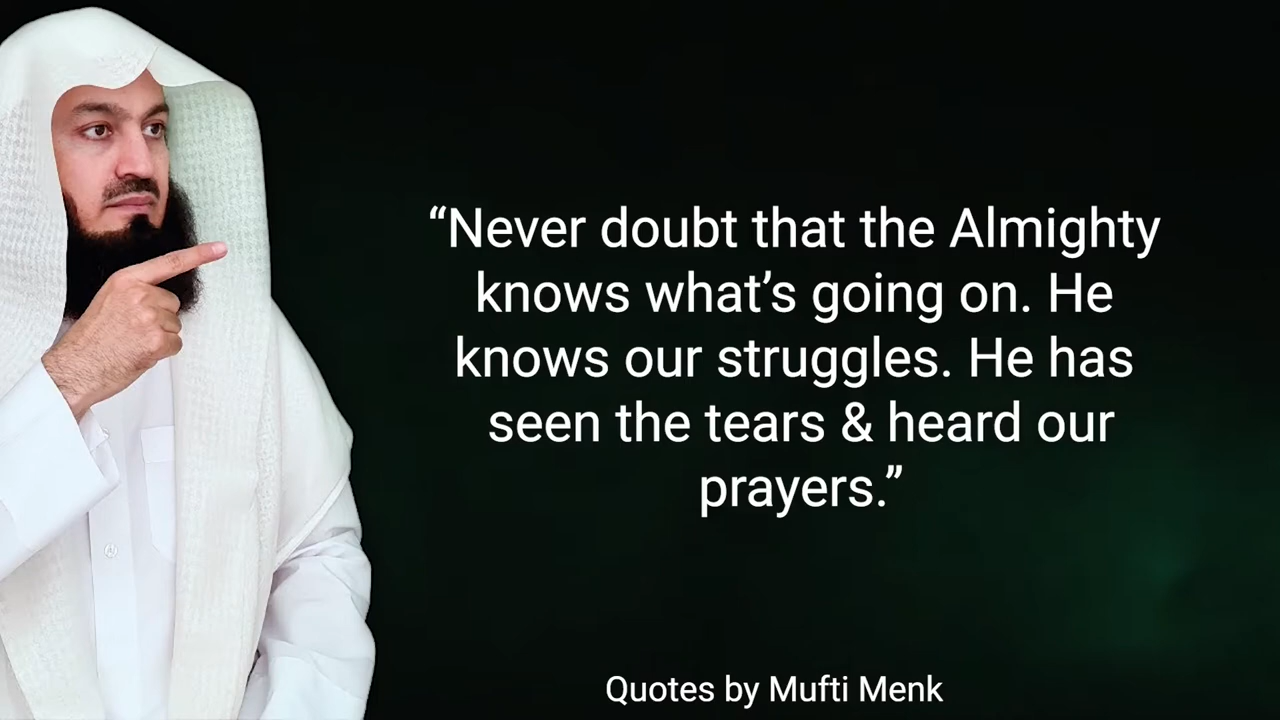 “Never doubt that the Almighty
knows what’s going on. He
knows our struggles. He has
seen the tears & heard our
prayers.”
Quotes by Mufti Menk